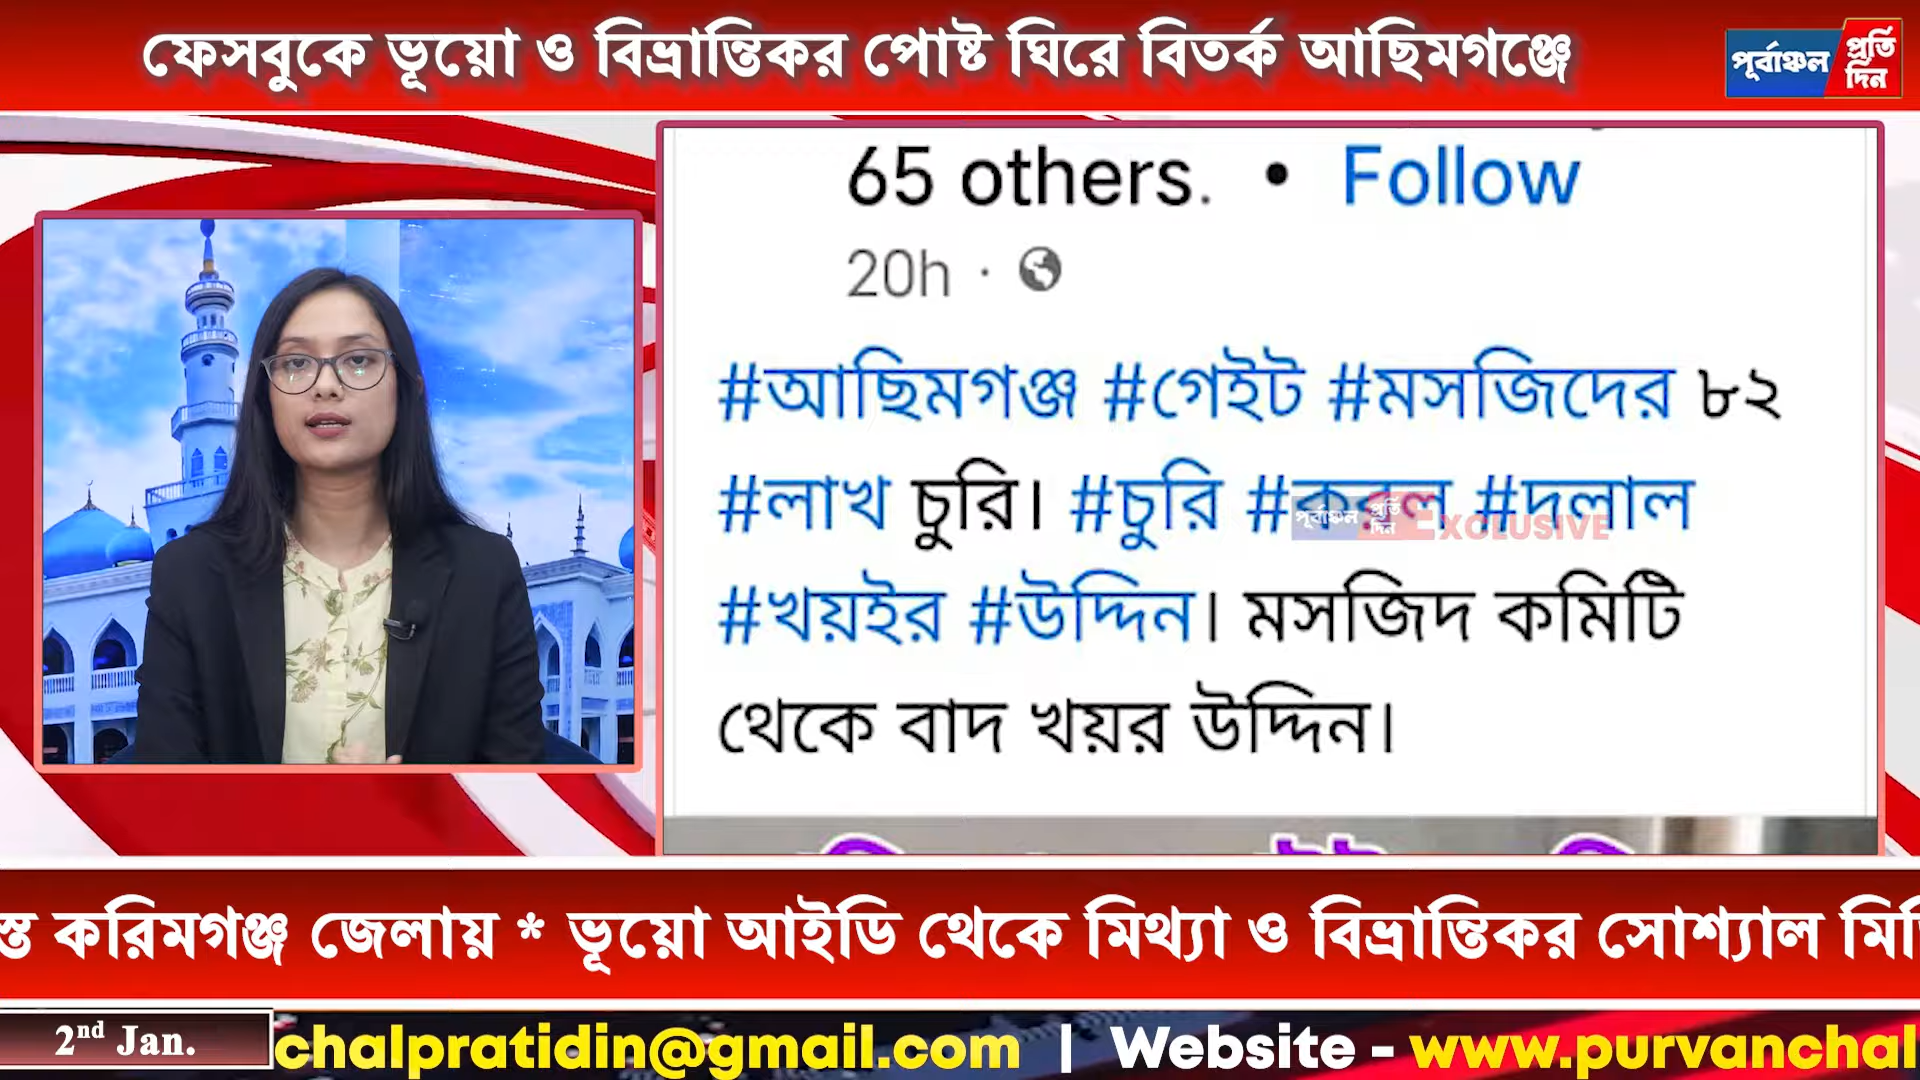 ফেসবুকে ভূয়ো ও বিভ্রান্তিকর পোষ্ট ঘিরে বিতর্ক আছিমগঞ্জে
পূর্বাঞ্চল প্রতি দিন
65 others. • Follow
20h ·
#আছিমগঞ্জ #গেইট #মসজিদের ৮২
#লাখ চুরি। #চুরি #করল #দলাল
পূর্বাঞ্চল প্রতি দিন EXCLUSIVE
#খয়ইর #উদ্দিন। মসজিদ কমিটি
থেকে বাদ খয়র উদ্দিন।
স্ত করিমগঞ্জ জেলায় * ভূয়ো আইডি থেকে মিথ্যা ও বিভ্রান্তিকর সোশ্যাল
2nd Jan.
chalpratidin@gmail.com | Website - www.purvanchal